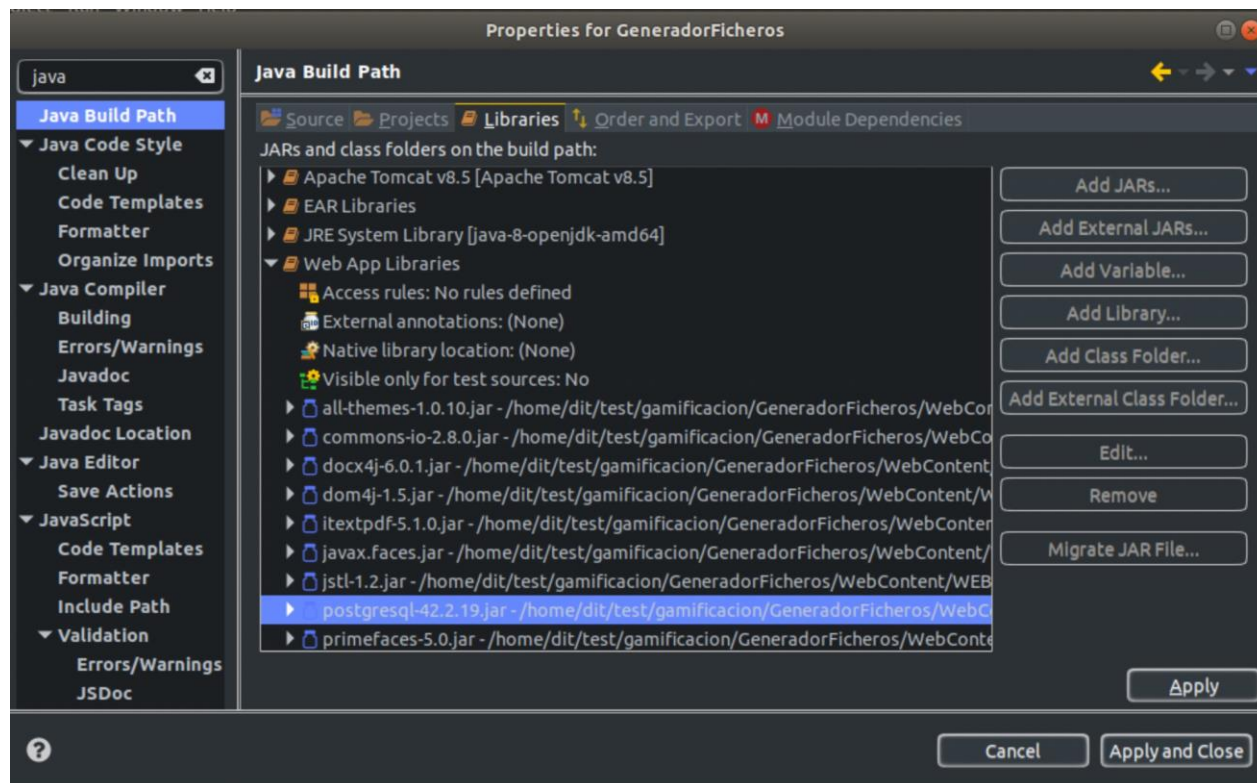 Properties for GeneradorFicheros
java
Java Build Path
Java Code Style
Clean Up
Code Templates
Formatter
Organize Imports
Java Compiler
Building
Errors/Warnings
Javadoc
Task Tags
Javadoc Location
Java Editor
Save Actions
JavaScript
Code Templates
Formatter
Include Path
Validation
Errors/Warnings
JSDoc
Java Build Path
Source Projects Libraries Order and Export M Module Dependencies
JARs and class folders on the build path:
Apache Tomcat v8.5 [Apache Tomcat v8.5]
EAR Libraries
JRE System Library [java-8-openjdk-amd64]
Web App Libraries
Access rules: No rules defined
External annotations: (None)
Native library location: (None)
Visible only for test sources: No
all-themes-1.0.10.jar - /home/dit/test/gamificacion/GeneradorFicheros/WebCon
commons-io-2.8.0.jar - /home/dit/test/gamificacion/GeneradorFicheros/WebCo
docx4j-6.0.1.jar - /home/dit/test/gamificacion/GeneradorFicheros/WebContent/
dom4j-1.5.jar - /home/dit/test/gamificacion/GeneradorFicheros/WebContent/W
itextpdf-5.1.0.jar - /home/dit/test/gamificacion/GeneradorFicheros/WebConten
javax.faces.jar - /home/dit/test/gamificacion/GeneradorFicheros/WebContent/
jstl-1.2.jar - /home/dit/test/gamificacion/GeneradorFicheros/WebContent/WEB
postgresql-42.2.19.jar - /home/dit/test/gamificacion/GeneradorFicheros/WebC
primefaces-5.0.jar - /home/dit/test/gamificacion/GeneradorFicheros/WebConte
Add JARs...
Add External JARs...
Add Variable...
Add Library...
Add Class Folder...
Add External Class Folder...
Edit...
Remove
Migrate JAR File...
Apply
? Cancel Apply and Close